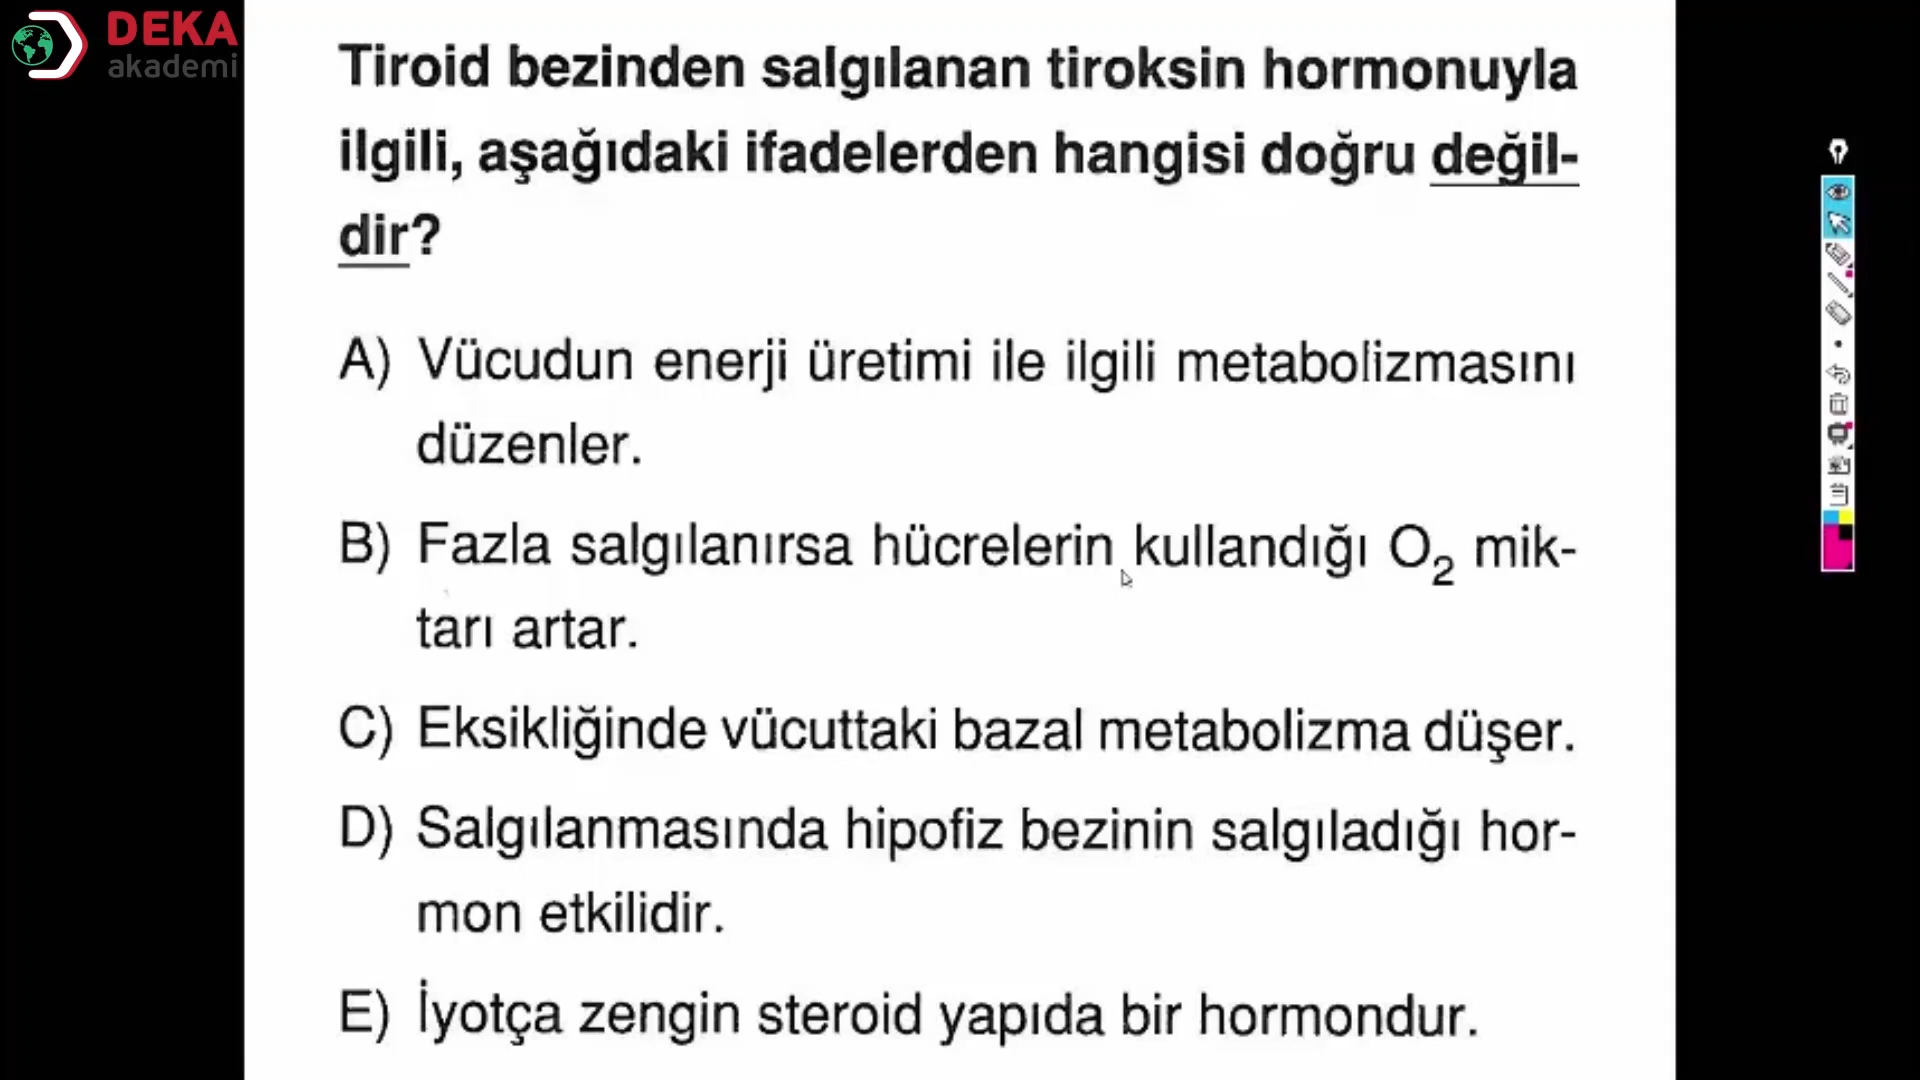 DEKA
akademi
Tiroid bezinden salgılanan tiroksin hormonuyla
ilgili, aşağıdaki ifadelerden hangisi doğru değil-
dir?
A) Vücudun enerji üretimi ile ilgili metabolizmasını
düzenler.
B) Fazla salgılanırsa hücrelerin kullandığı O₂ mik-
tarı artar.
C) Eksikliğinde vücuttaki bazal metabolizma düşer.
D) Salgılanmasında hipofiz bezinin salgıladığı hor-
mon etkilidir.
E) İyotça zengin steroid yapıda bir hormondur.